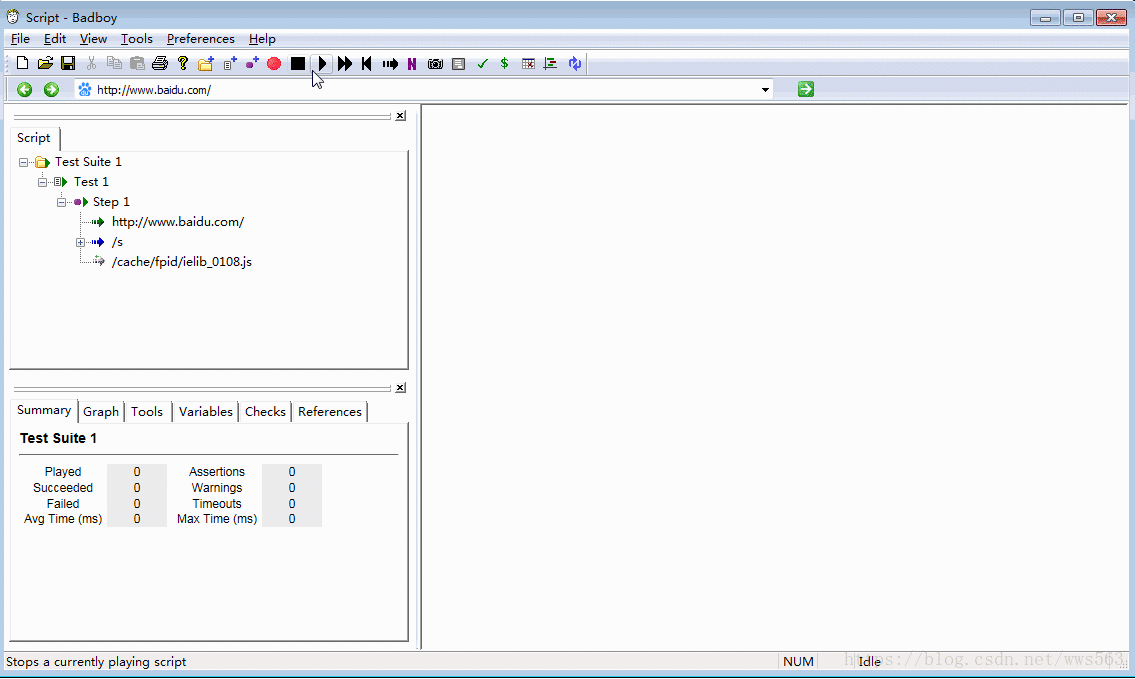 Script - Badboy
File Edit View Tools Preferences Help
http://www.baidu.com/
Script
Test Suite 1
Test 1
Step 1
http://www.baidu.com/
/s
/cache/fpid/ielib_0108.js
Summary Graph Tools Variables Checks References
Test Suite 1
Played 0 Assertions 0
Succeeded 0 Warnings 0
Failed 0 Timeouts 0
Avg Time (ms) 0 Max Time (ms) 0
Stops a currently playing script NUM Idle
https://blog.csdn.net/wws563